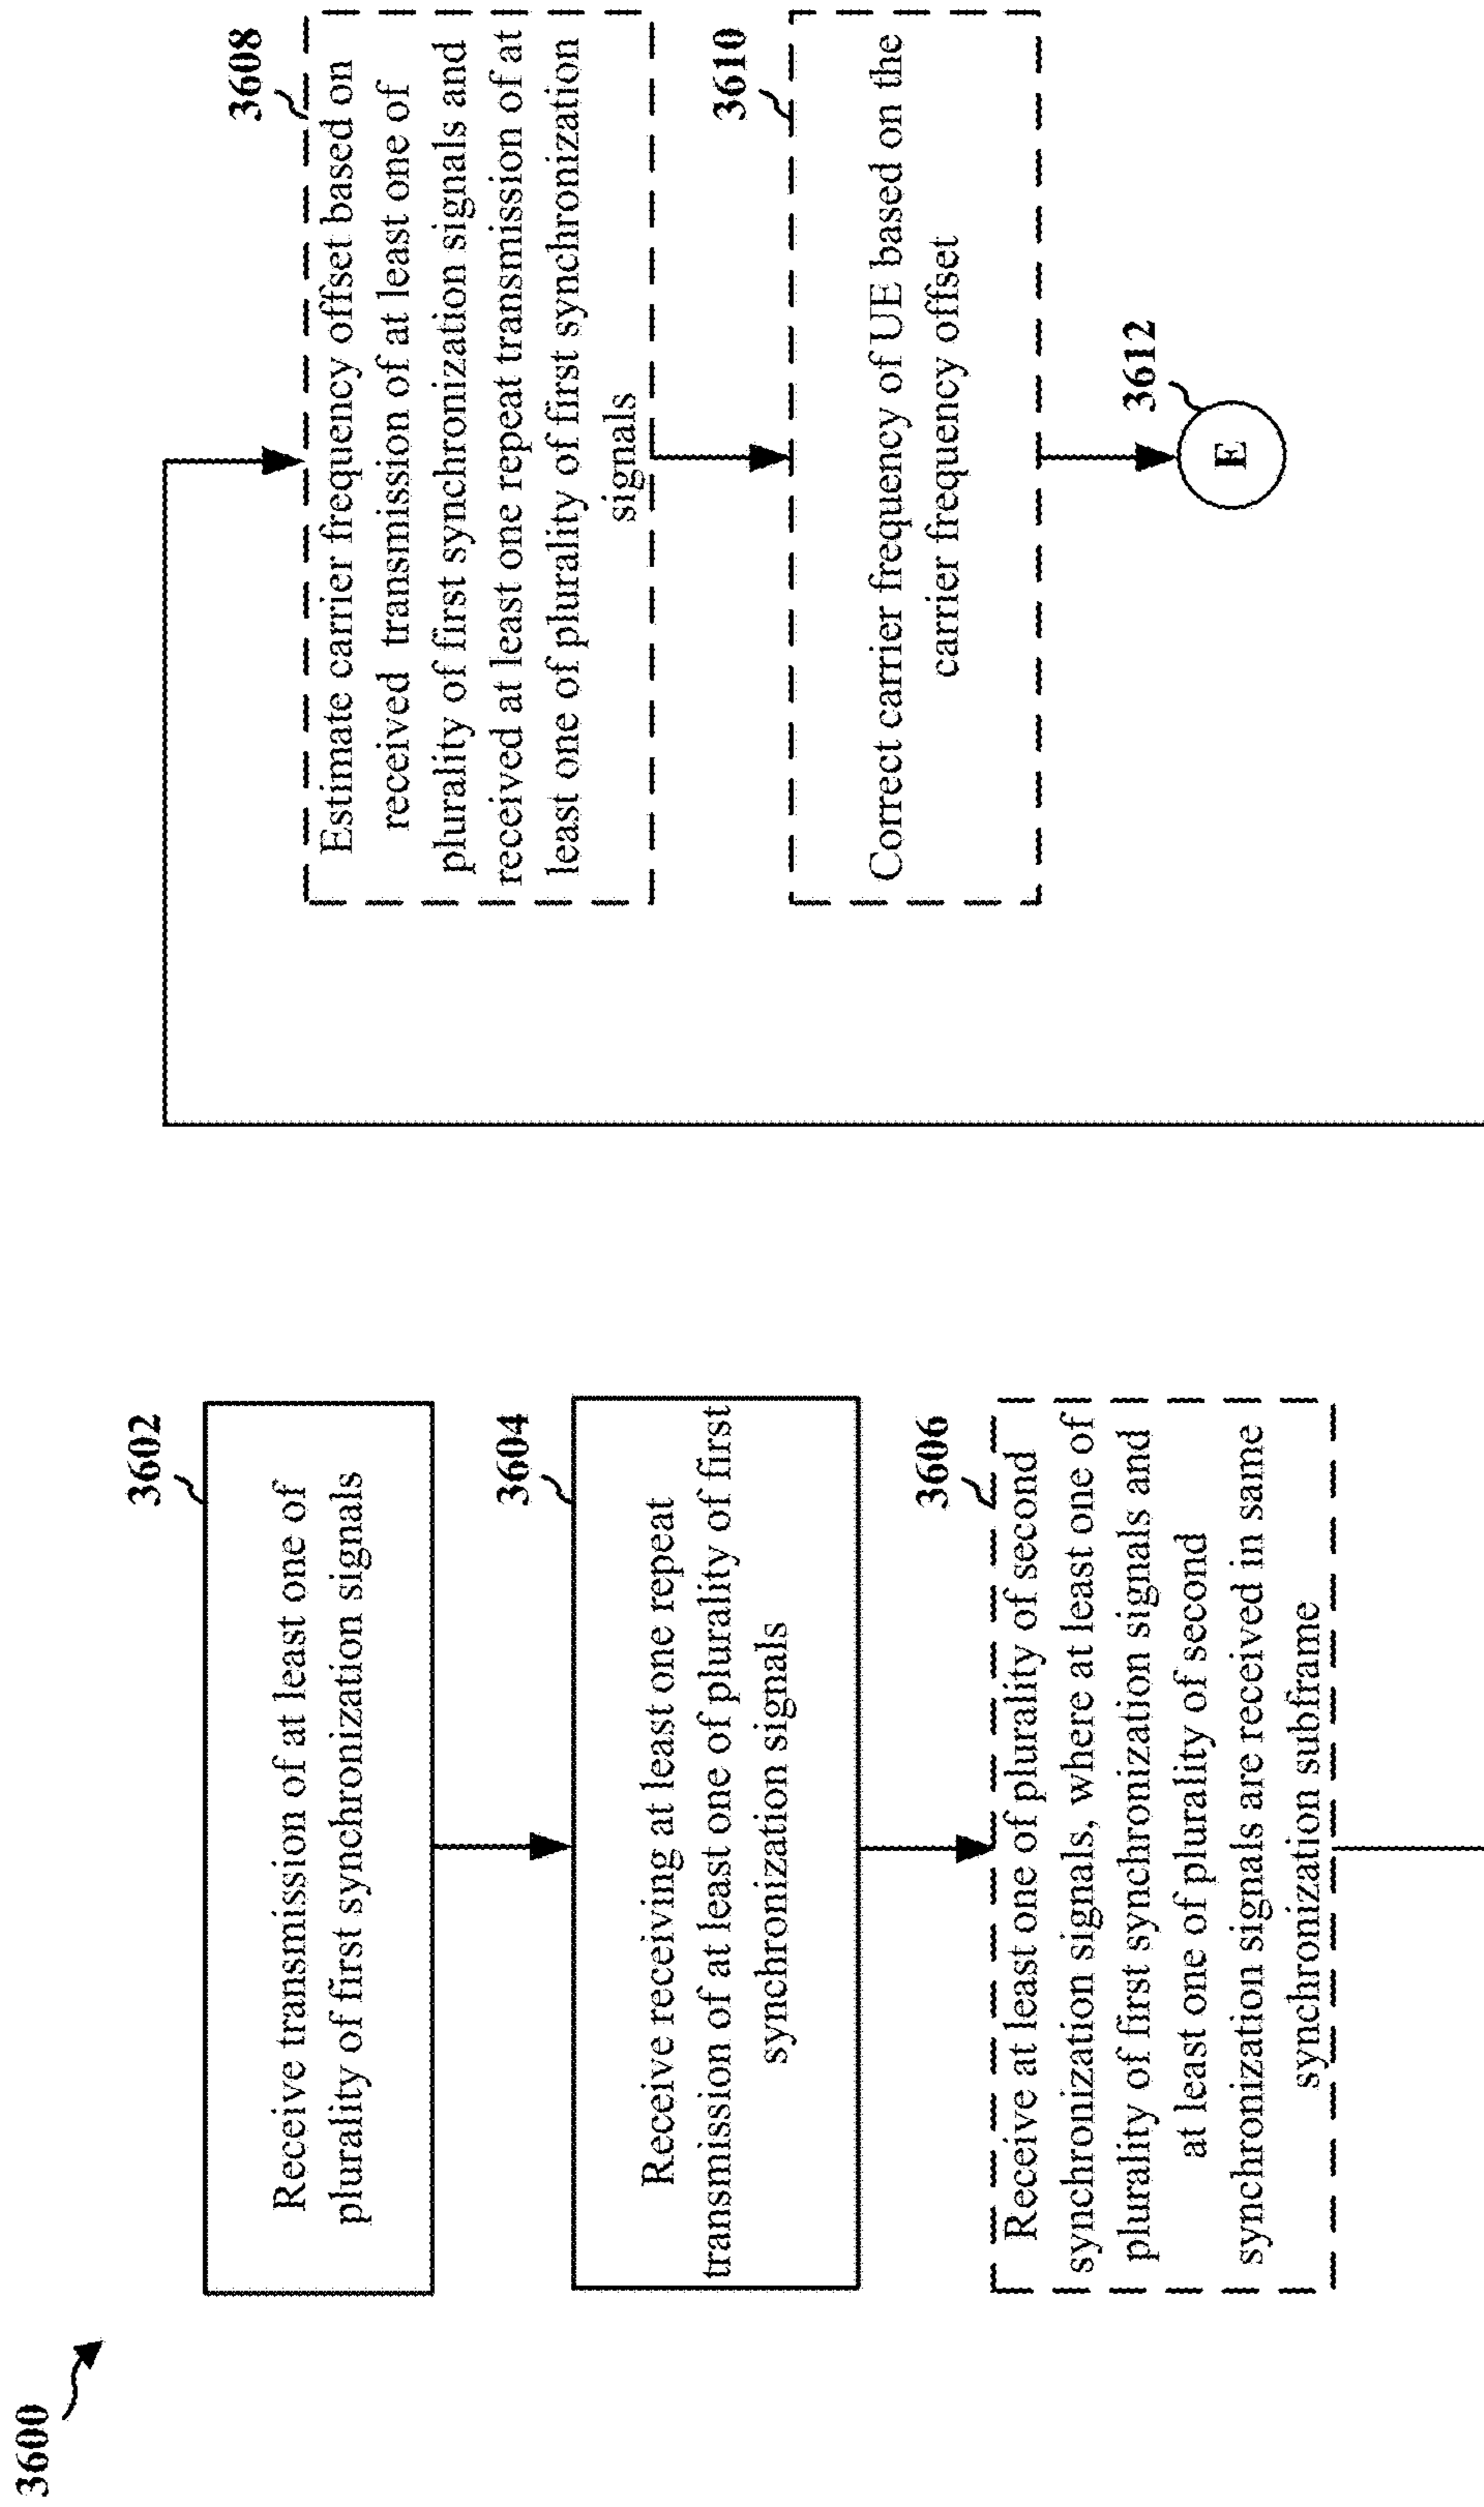 3600
3602
Receive transmission of at least one of
plurality of first synchronization signals
3604
Receive receiving at least one repeat
transmission of at least one of plurality of first
synchronization signals
3606
Receive at least one of plurality of second
synchronization signals, where at least one of
plurality of first synchronization signals and
at least one of plurality of second
synchronization signals are received in same
synchronization subframe
3608
Estimate carrier frequency offset based on
received transmission of at least one of
plurality of first synchronization signals and
received at least one repeat transmission of at
least one of plurality of first synchronization
signals
3610
Correct carrier frequency of UE based on the
carrier frequency offset
3612
E